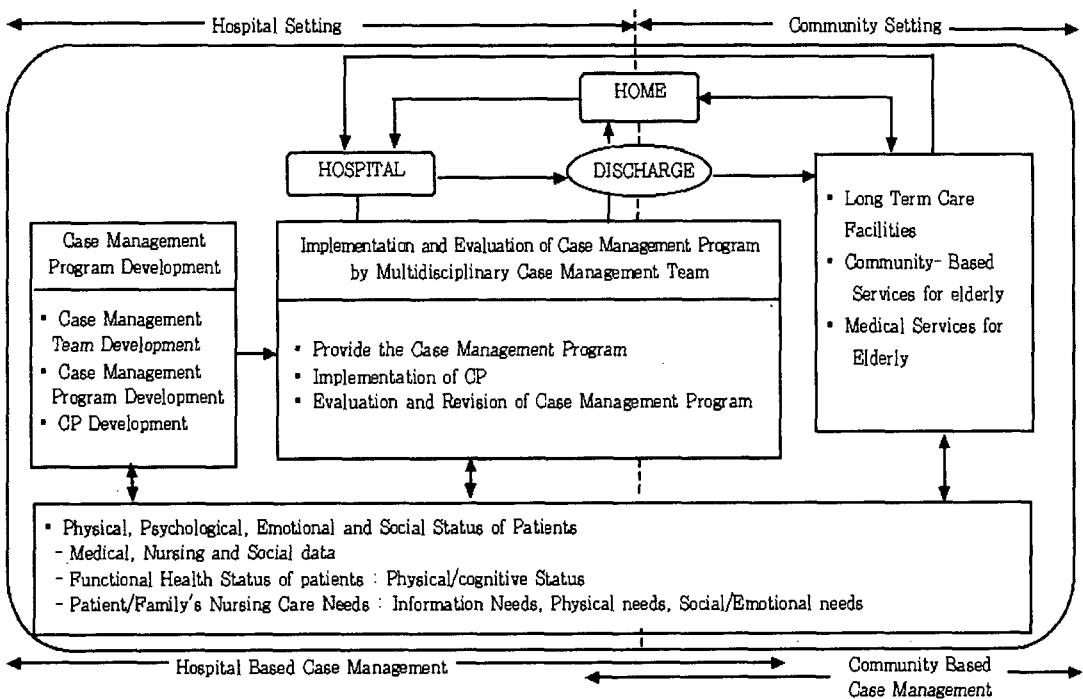 Hospital Setting
Community Setting
HOME
HOSPITAL
DISCHARGE
Case Management
Program Development
▪ Case Management
Team Development
▪ Case Management
Program Development
▪ CP Development
Implementation and Evaluation of Case Management Program
by Multidisciplinary Case Management Team
▪ Provide the Case Management Program
▪ Implementation of CP
▪ Evaluation and Revision of Case Management Program
▪ Long Term Care
Facilities
▪ Community- Based
Services for elderly
▪ Medical Services for
Elderly
▪ Physical, Psychological, Emotional and Social Status of Patients
- Medical, Nursing and Social data
- Functional Health Status of patients : Physical/cognitive Status
- Patient/Family's Nursing Care Needs : Information Needs, Physical needs, Social/Emotional needs
Hospital Based Case Management
Community Based
Case Management